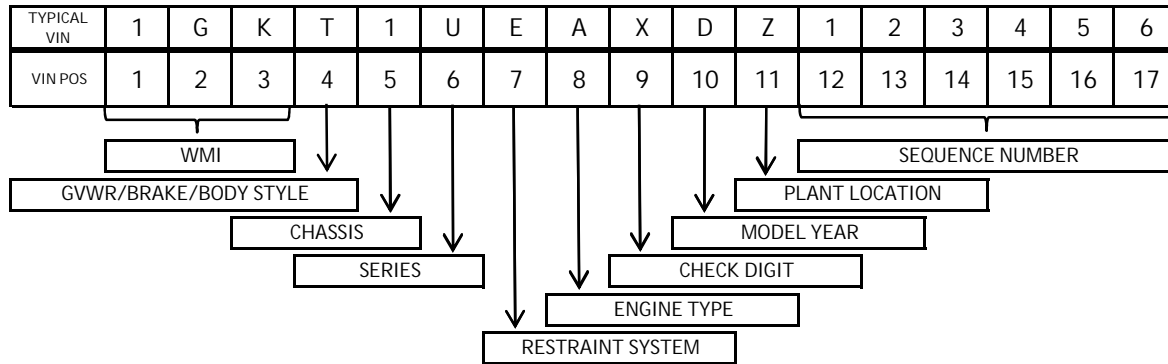 TYPICAL VIN 1 G K T 1 U E A X D Z 1 2 3 4 5 6
VIN POS 1 2 3 4 5 6 7 8 9 10 11 12 13 14 15 16 17
WMI SEQUENCE NUMBER
GVWR/BRAKE/BODY STYLE PLANT LOCATION
CHASSIS MODEL YEAR
SERIES CHECK DIGIT
ENGINE TYPE
RESTRAINT SYSTEM